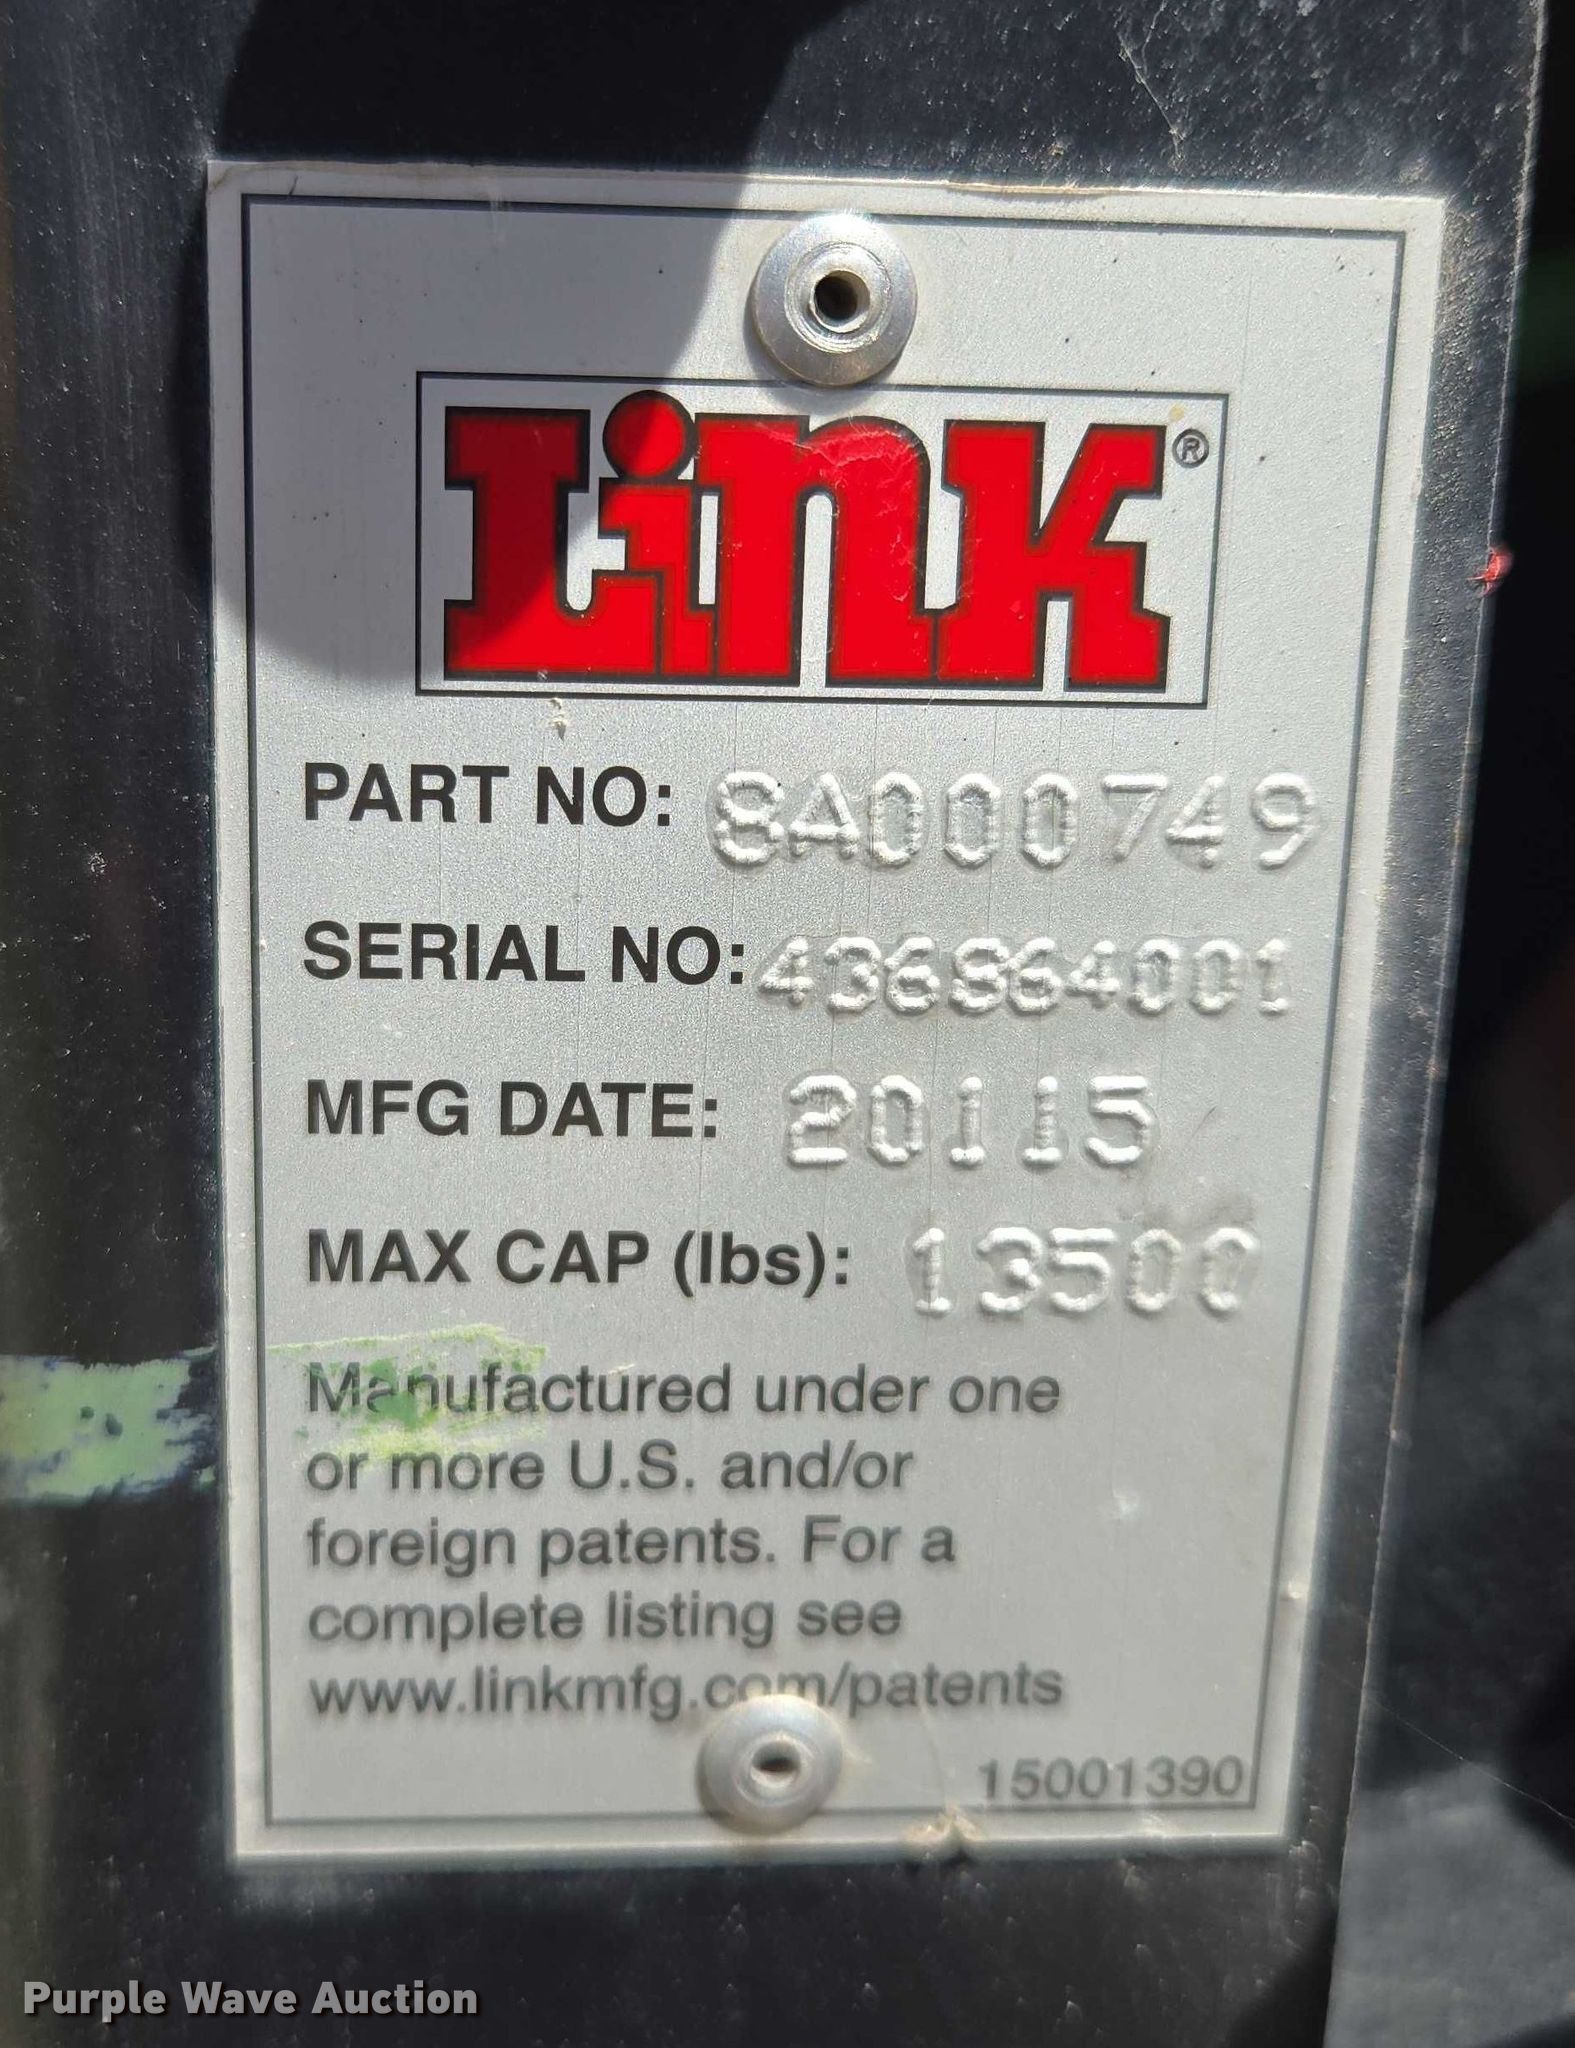 Link®
PART NO: 8A000749
SERIAL NO: 436864001
MFG DATE: 20115
MAX CAP (lbs): 13500
Manufactured under one
or more U.S. and/or
foreign patents. For a
complete listing see
www.linkmfg.com/patents
15001390
Purple Wave Auction